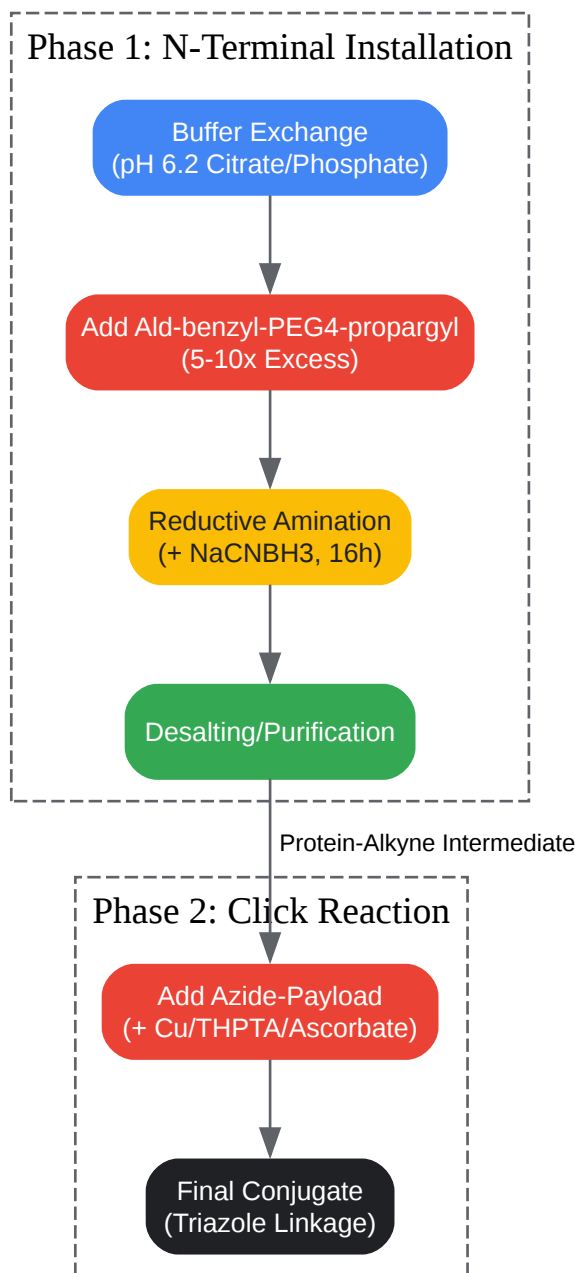 Phase 1: N-Terminal Installation
Buffer Exchange
(pH 6.2 Citrate/Phosphate)
Add Ald-benzyl-PEG4-propargyl
(5-10x Excess)
Reductive Amination
(+ NaCNBH3, 16h)
Desalting/Purification
Protein-Alkyne Intermediate
Phase 2: Click Reaction
Add Azide-Payload
(+ Cu/THPTA/Ascorbate)
Final Conjugate
(Triazole Linkage)